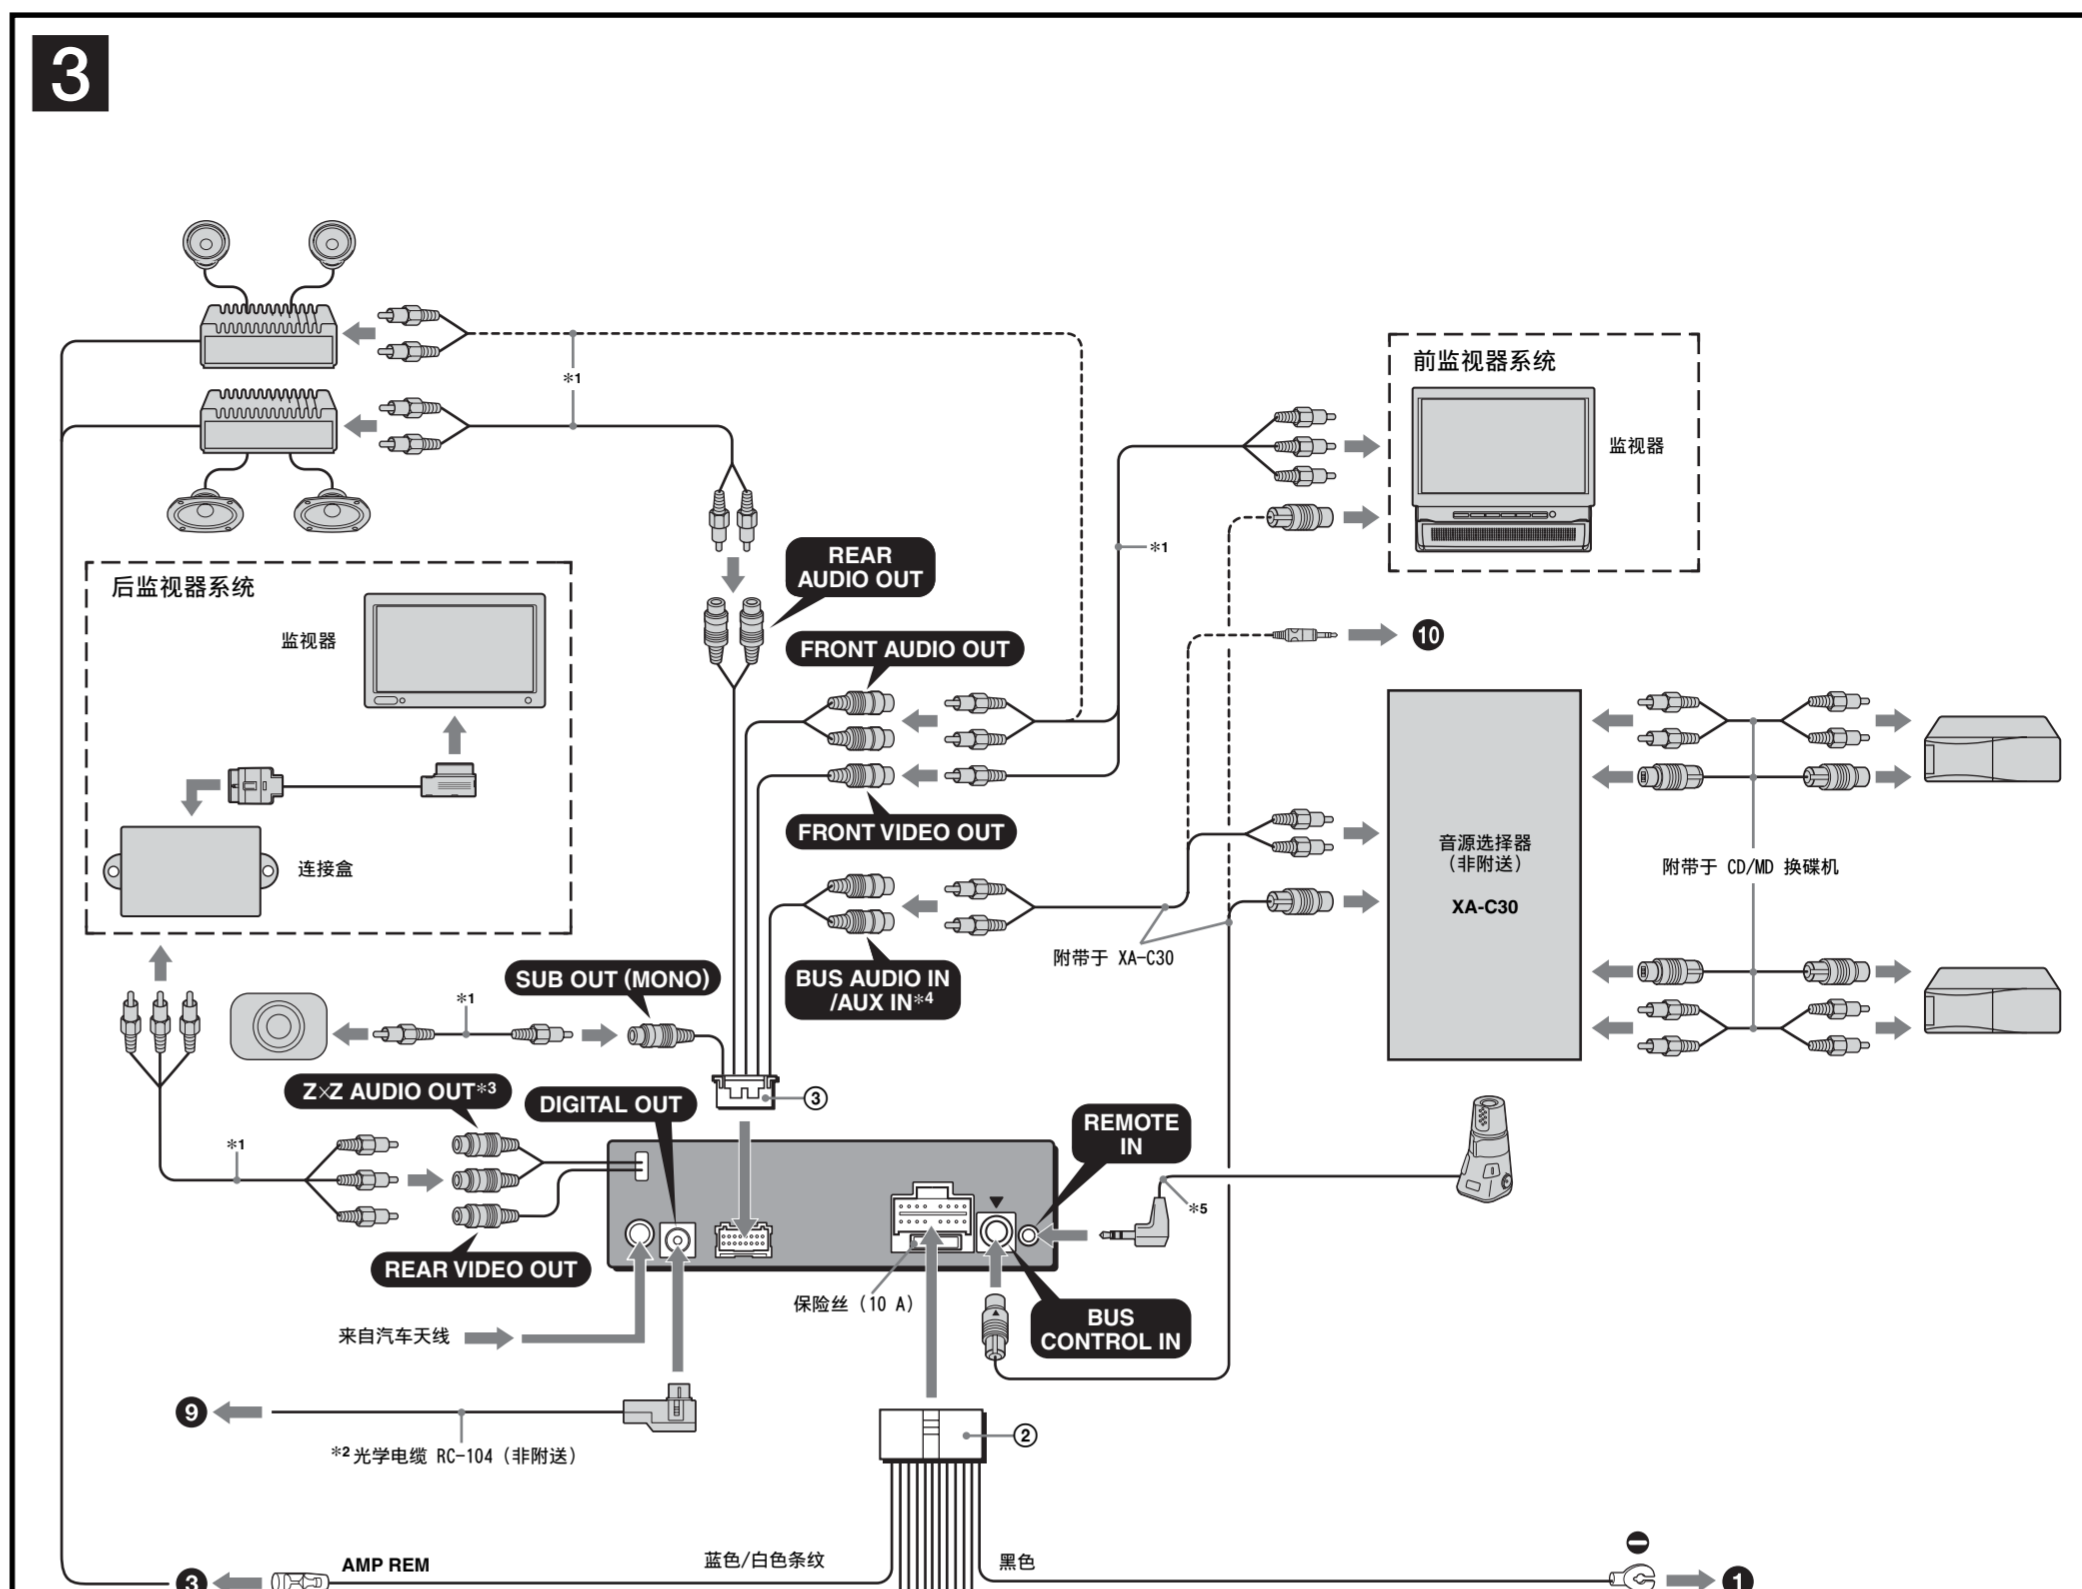 3
*1
前监视器系统
监视器
*1
REAR
AUDIO OUT
后监视器系统
监视器
FRONT AUDIO OUT
10
FRONT VIDEO OUT
音源选择器
(非附送)
XA-C30
附带于 CD/MD 换碟机
连接盒
附带于 XA-C30
SUB OUT (MONO)
BUS AUDIO IN
/AUX IN*4
*1
Z×Z AUDIO OUT*3
DIGITAL OUT
③
REMOTE
IN
*1
*5
REAR VIDEO OUT
保险丝 (10 A)
BUS
CONTROL IN
来自汽车天线
9
*2 光学电缆 RC-104 (非附送)
②
3
AMP REM
蓝色/白色条纹
黑色
1